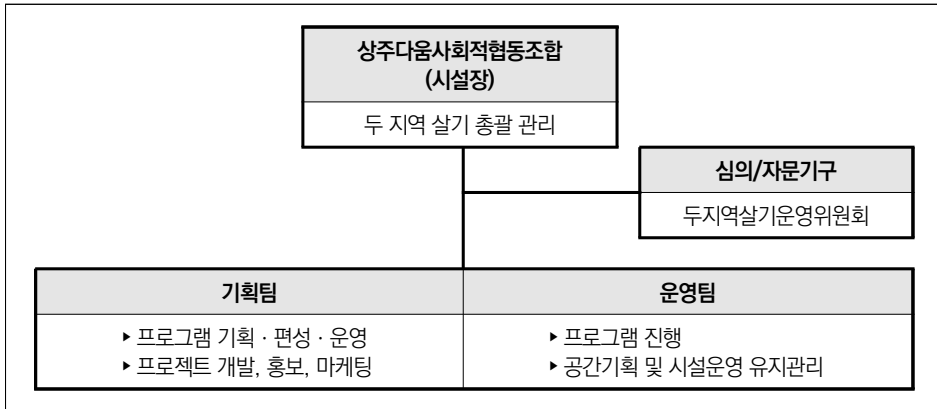 상주다움사회적협동조합
(시설장)
두 지역 살기 총괄 관리
심의/자문기구
두지역살기운영위원회
기획팀
▸ 프로그램 기획 · 편성 · 운영
▸ 프로젝트 개발, 홍보, 마케팅
운영팀
▸ 프로그램 진행
▸ 공간기획 및 시설운영 유지관리